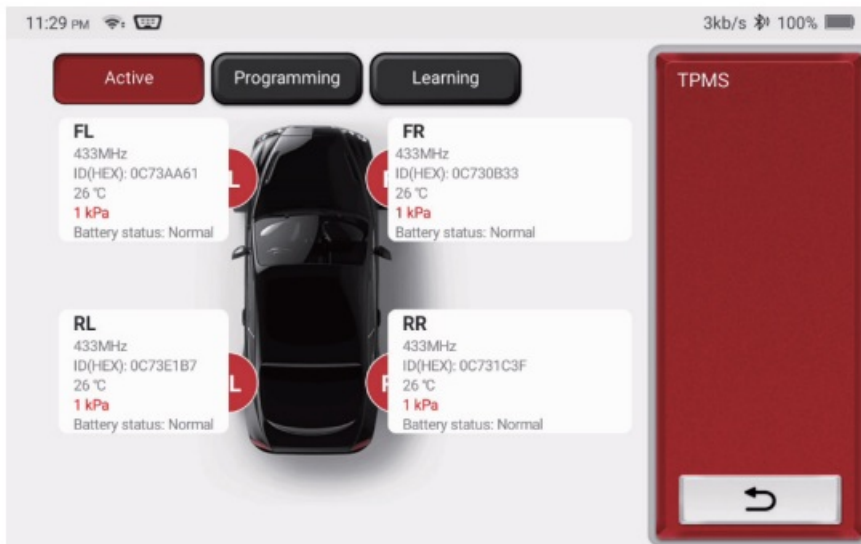 11:29 PM
3kb/s 100%
Active
Programming
Learning
TPMS
FL
433MHz
ID(HEX): 0C73AA61
26 ℃
1 kPa
Battery status: Normal
L
FR
433MHz
ID(HEX): 0C730B33
26 ℃
1 kPa
Battery status: Normal
RL
433MHz
ID(HEX): 0C73E1B7
26 ℃
1 kPa
Battery status: Normal
L
RR
433MHz
ID(HEX): 0C731C3F
26 ℃
1 kPa
Battery status: Normal